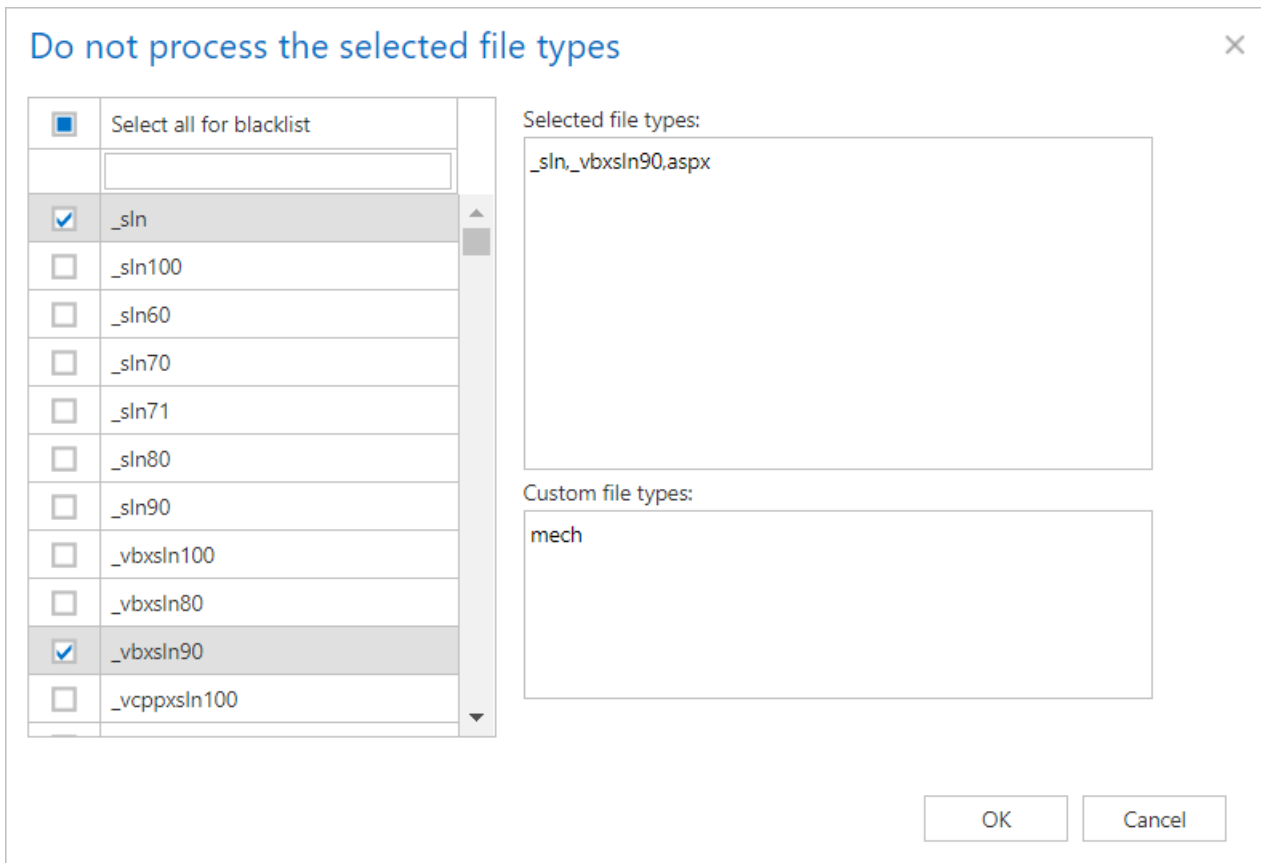 Do not process the selected file types
Select all for blacklist
_sln
_sln100
_sln60
_sln70
_sln71
_sln80
_sln90
_vbxsln100
_vbxsln80
_vbxsln90
_vcppxsln100
Selected file types:
_sln,_vbxsln90,aspx
Custom file types:
mech
OK
Cancel